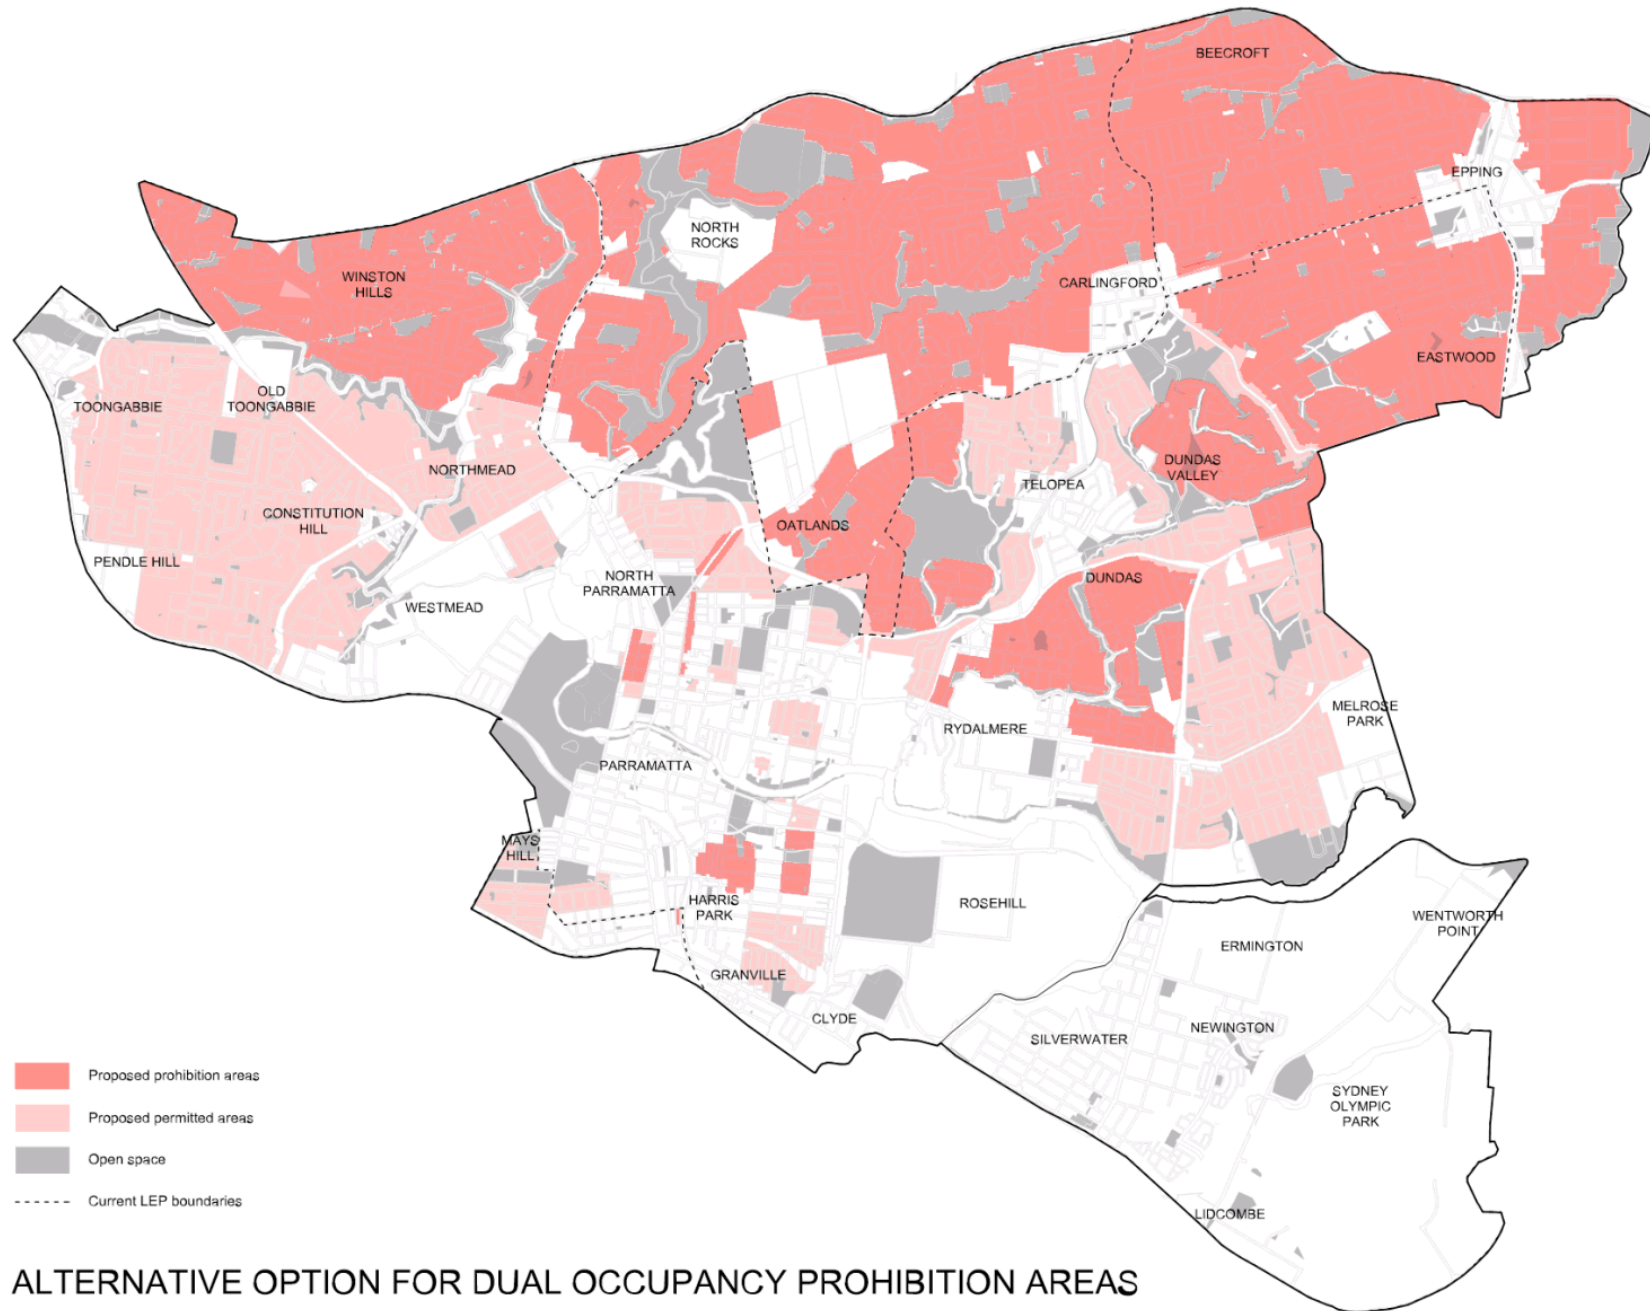 BEECROFT
EPPING
NORTH
ROCKS
WINSTON
HILLS
CARLINGFORD
EASTWOOD
TOONGABBIE
OLD
TOONGABBIE
NORTHMEAD
DUNDAS
VALLEY
TELOPEA
CONSTITUTION
HILL
OATLANDS
PENDLE HILL
NORTH
PARRAMATTA
DUNDAS
WESTMEAD
MELROSE
PARK
RYDALMERE
PARRAMATTA
MAYS
HILL
HARRIS
PARK
ROSEHILL
WENTWORTH
POINT
ERMINGTON
GRANVILLE
CLYDE
SILVERWATER
NEWINGTON
SYDNEY
OLYMPIC
PARK
LIDCOMBE
Proposed prohibition areas
Proposed permitted areas
Open space
Current LEP boundaries
ALTERNATIVE OPTION FOR DUAL OCCUPANCY PROHIBITION AREAS